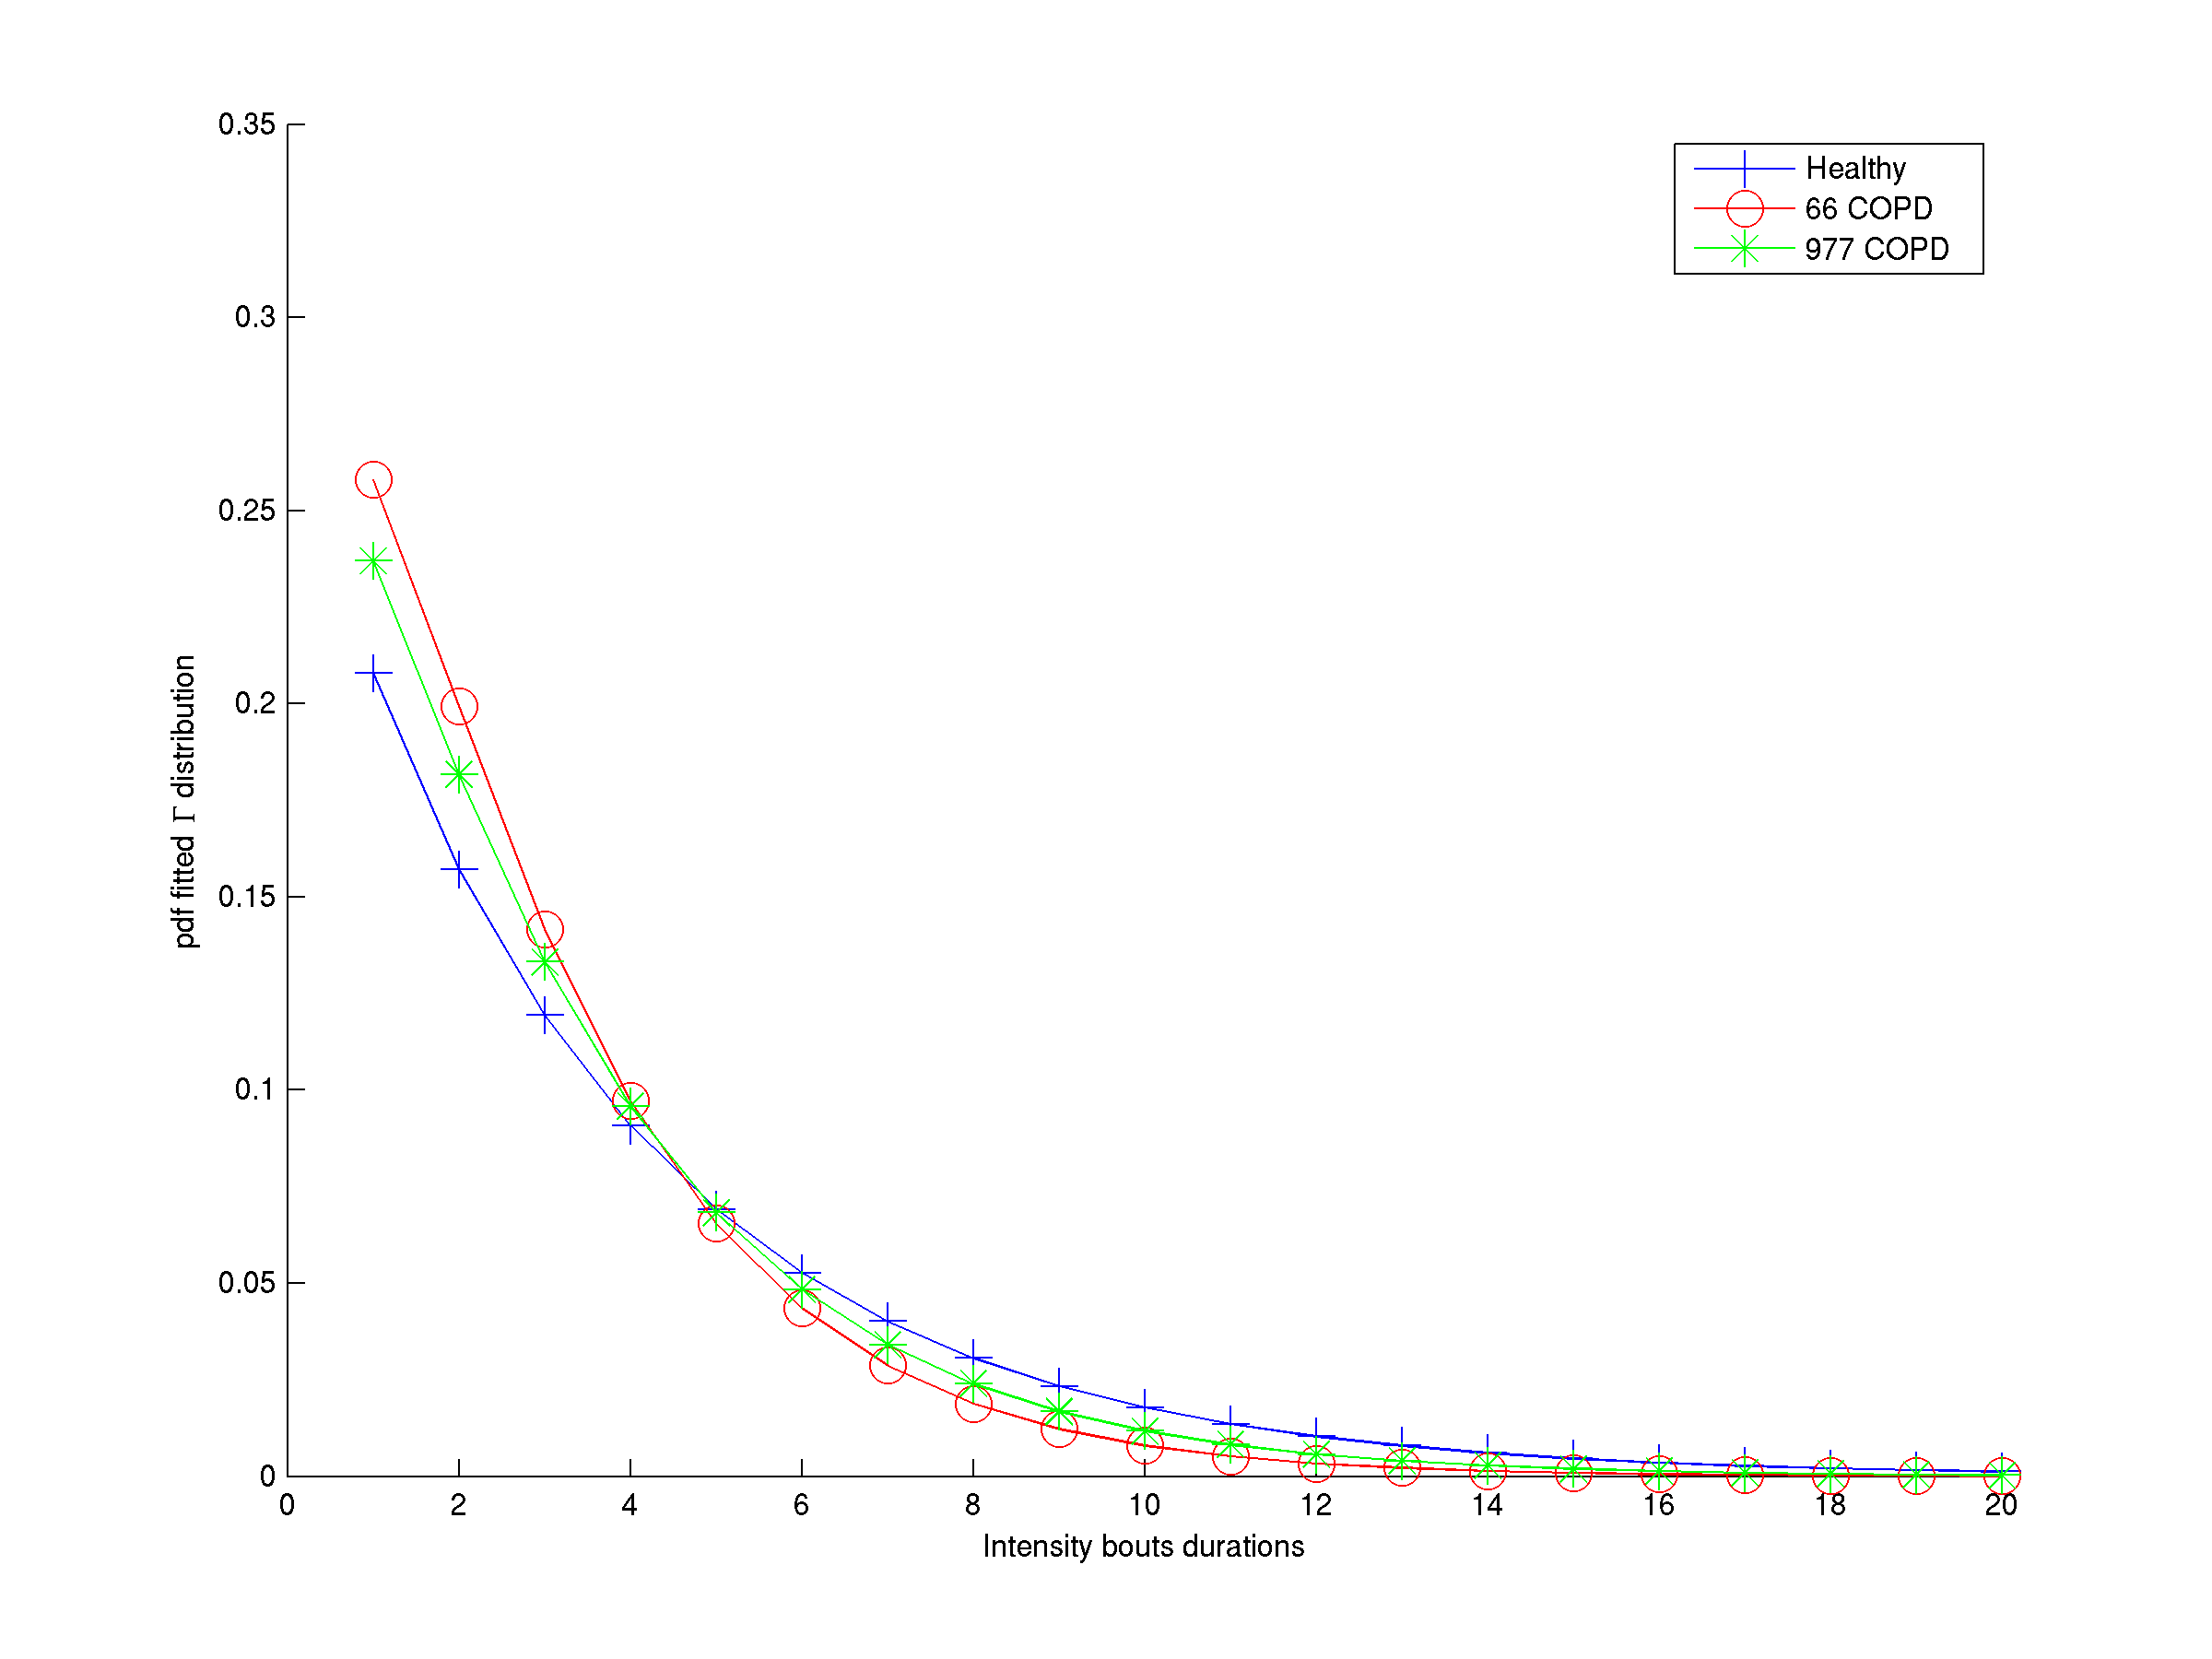 0.35
0.3
0.25
0.2
0.15
0.1
0.05
0
pdf fitted Γ distribution
Healthy
66 COPD
977 COPD
0 2 4 6 8 10 12 14 16 18 20
Intensity bouts durations